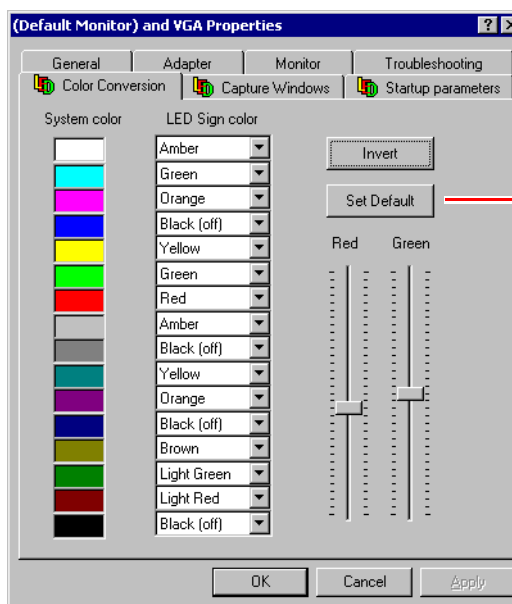 (Default Monitor) and VGA Properties
General Adapter Monitor Troubleshooting
Color Conversion Capture Windows Startup parameters
System color LED Sign color
Amber
Green
Orange
Black (off)
Yellow
Green
Red
Amber
Black (off)
Yellow
Orange
Black (off)
Brown
Light Green
Light Red
Black (off)
Invert
Set Default
Red Green
OK Cancel Apply